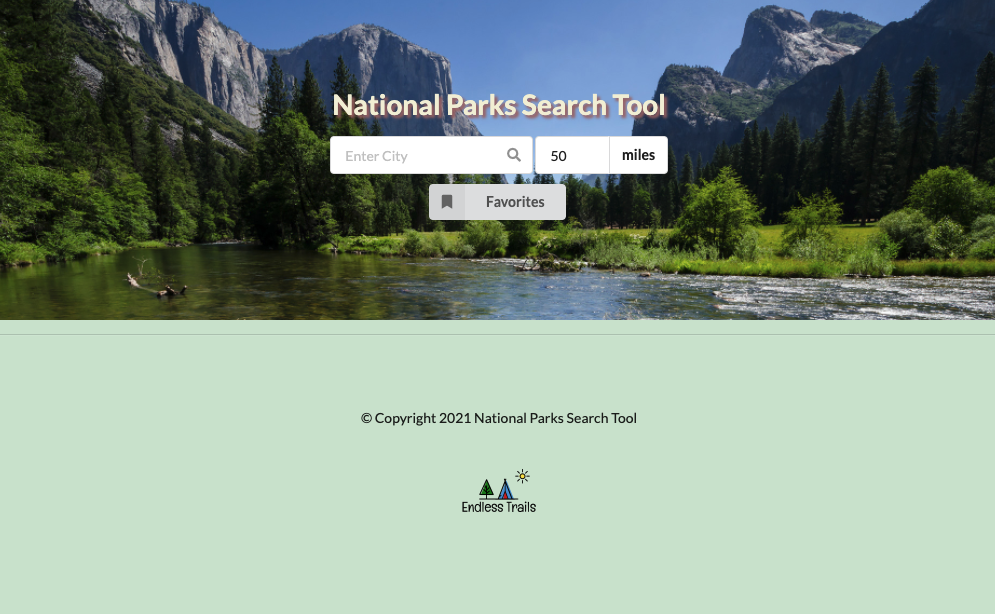 National Parks Search Tool
Enter City
50
miles
Favorites
© Copyright 2021 National Parks Search Tool
Endless Trails